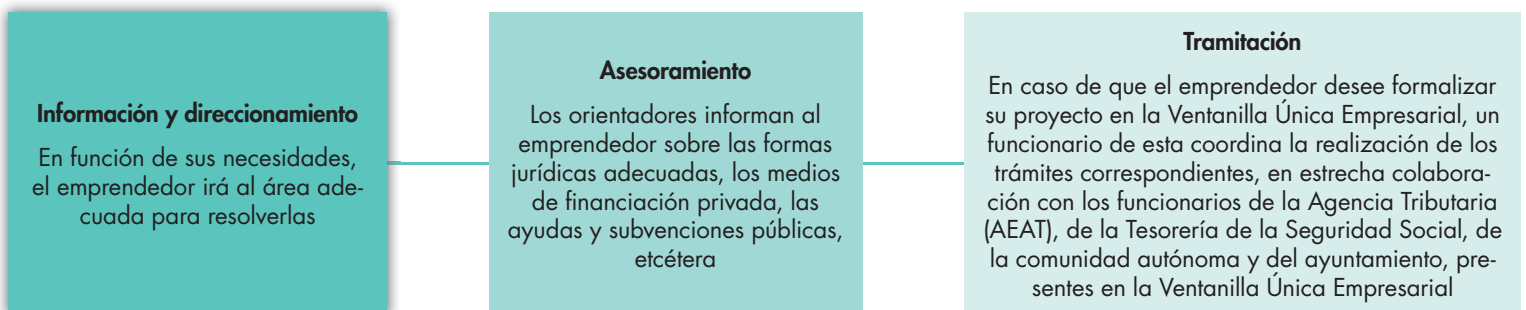 Información y direccionamiento
En función de sus necesidades,
el emprendedor irá al área ade-
cuada para resolverlas
Asesoramiento
Los orientadores informan al
emprendedor sobre las formas
jurídicas adecuadas, los medios
de financiación privada, las
ayudas y subvenciones públicas,
etcétera
Tramitación
En caso de que el emprendedor desee formalizar
su proyecto en la Ventanilla Única Empresarial, un
funcionario de esta coordina la realización de los
trámites correspondientes, en estrecha colabora-
ción con los funcionarios de la Agencia Tributaria
(AEAT), de la Tesorería de la Seguridad Social, de
la comunidad autónoma y del ayuntamiento, pre-
sentes en la Ventanilla Única Empresarial